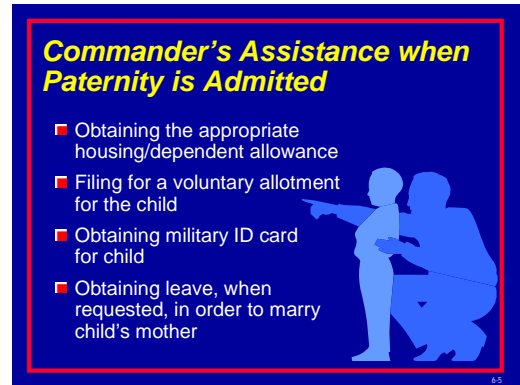 Commander's Assistance when
Paternity is Admitted
Obtaining the appropriate
housing/dependent allowance
Filing for a voluntary allotment
for the child
Obtaining military ID card
for child
Obtaining leave, when
requested, in order to marry
child's mother
6-5